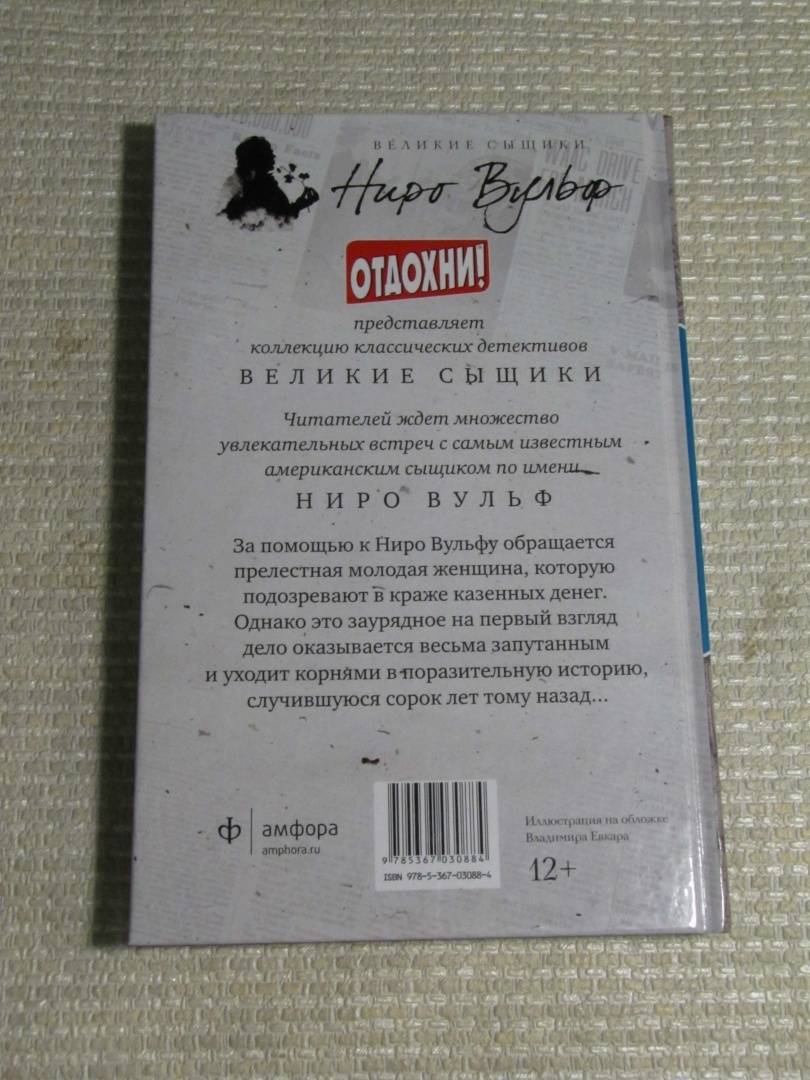 ВЕЛИКИЕ СЫЩИКИ
Ниро Вульф
ОТДОХНИ!
представляет
коллекцию классических детективов
ВЕЛИКИЕ СЫЩИКИ
Читателей ждет множество
увлекательных встреч с самым известным
американским сыщиком по имени
НИРО ВУЛЬФ
За помощью к Ниро Вульфу обращается
прелестная молодая женщина, которую
подозревают в краже казенных денег.
Однако это заурядное на первый взгляд
дело оказывается весьма запутанным
и уходит корнями в поразительную историю,
случившуюся сорок лет тому назад...
амфора
amphora.ru
9 785367 030884
ISBN 978-5-367-03088-4
Иллюстрация на обложке
Владимира Евкара
12+